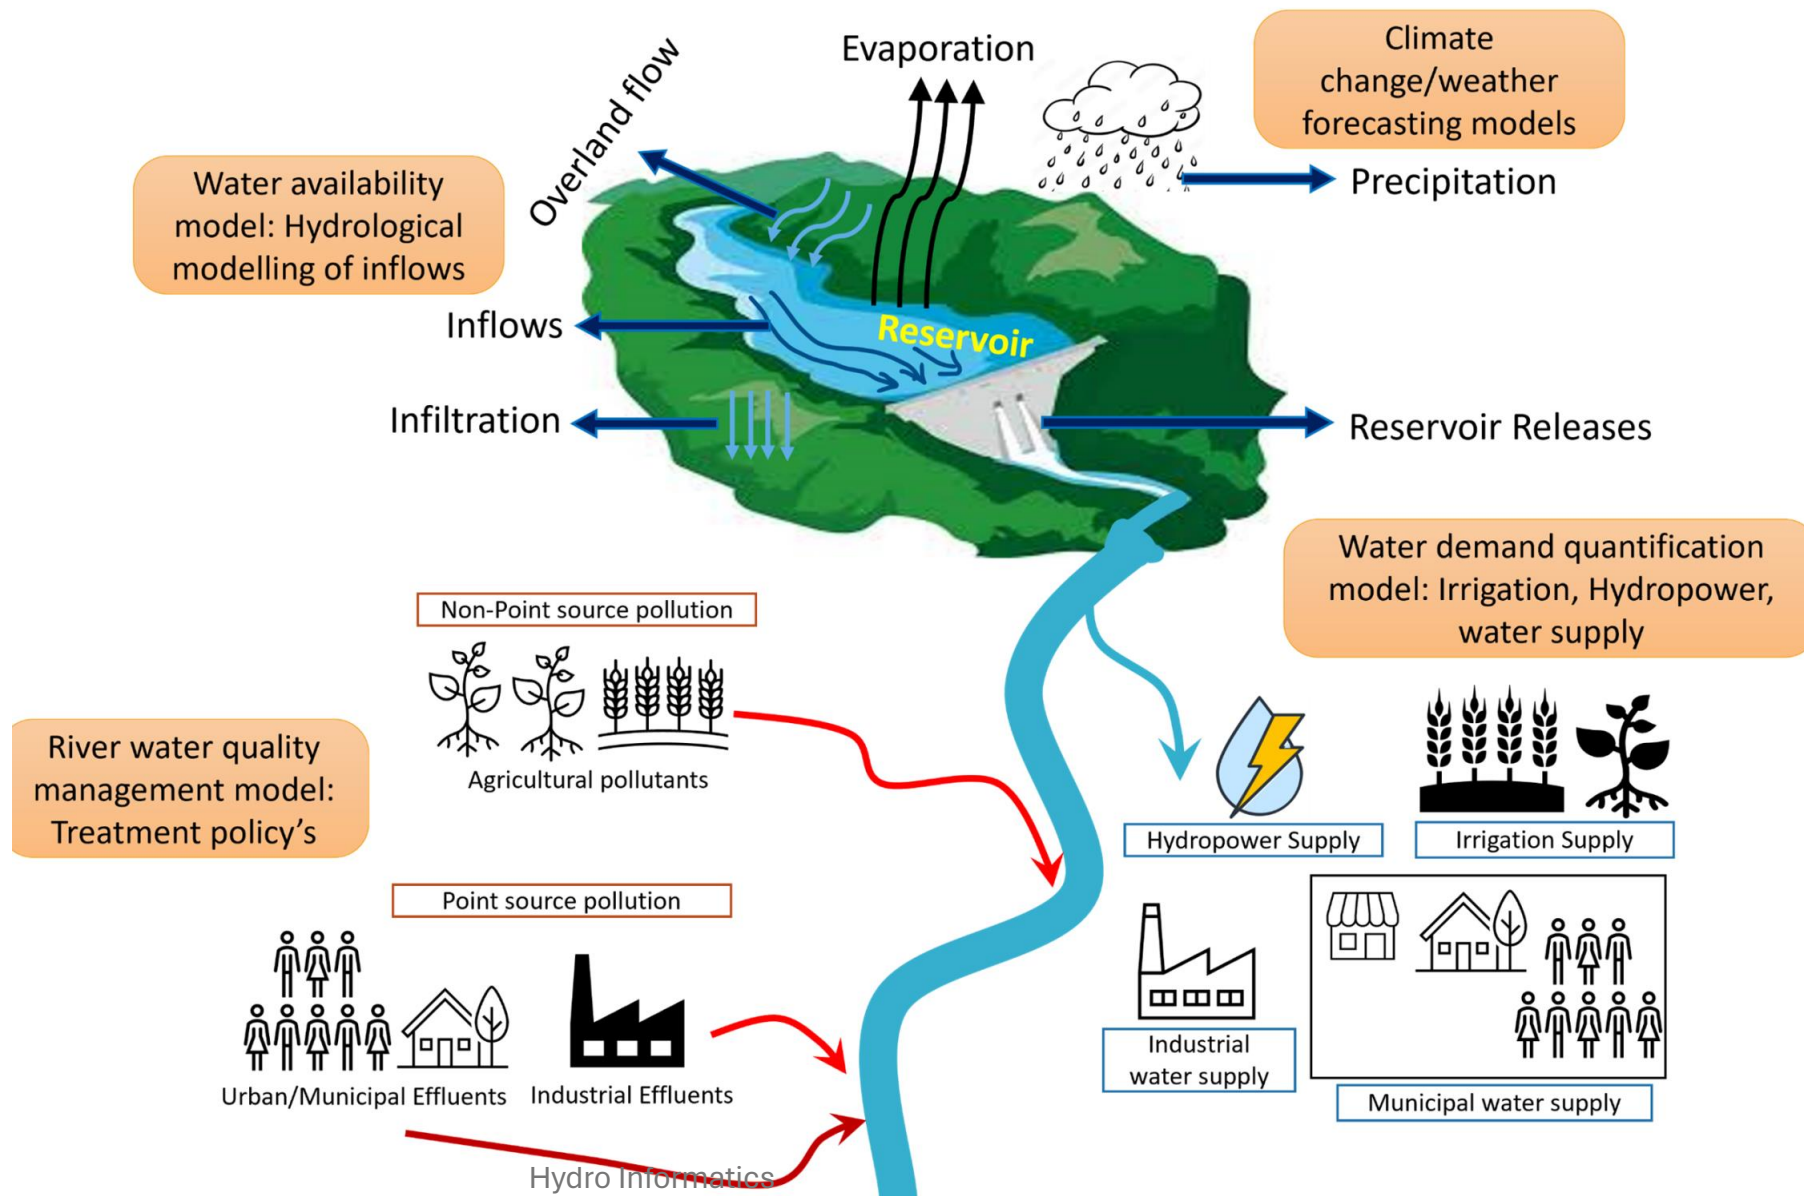 Evaporation
Climate
change/weather
forecasting models
Overland flow
Precipitation
Water availability
model: Hydrological
modelling of inflows
Inflows
Reservoir
Infiltration
Reservoir Releases
Water demand quantification
model: Irrigation, Hydropower,
water supply
Non-Point source pollution
Agricultural pollutants
River water quality
management model:
Treatment policy’s
Hydropower Supply
Irrigation Supply
Point source pollution
Urban/Municipal Effluents
Industrial Effluents
Industrial
water supply
Municipal water supply
Hydro Informatics